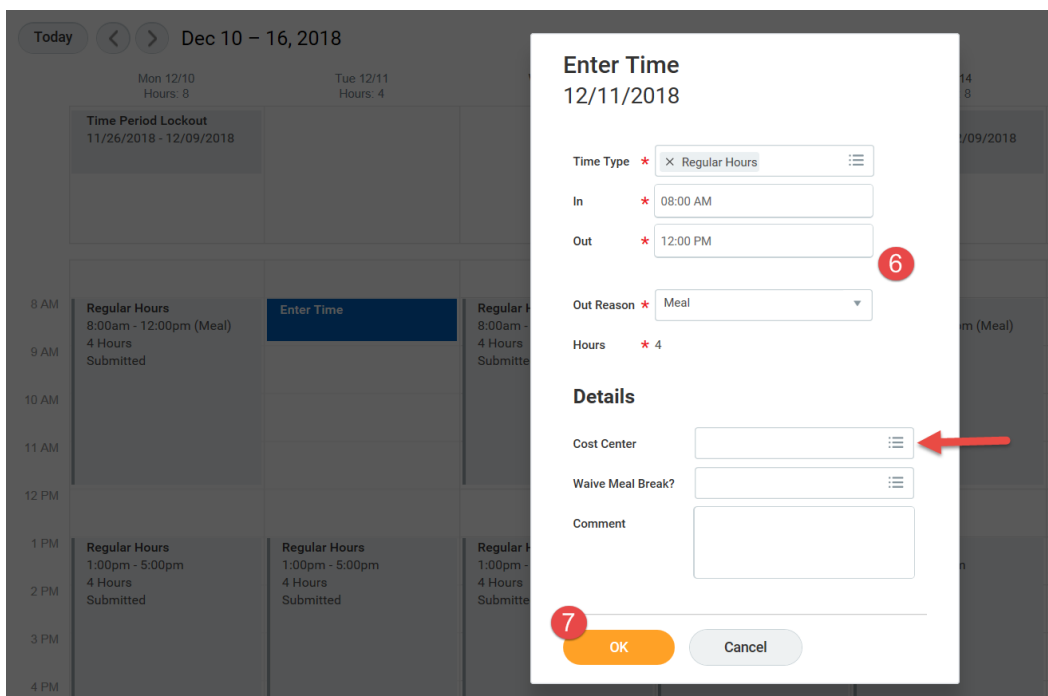 Today
Dec 10 – 16, 2018
Mon 12/10
Hours: 8
Tue 12/11
Hours: 4
14
8
Time Period Lockout
11/26/2018 - 12/09/2018
2/09/2018
8 AM
9 AM
10 AM
11 AM
12 PM
1 PM
2 PM
3 PM
4 PM
Regular Hours
8:00am - 12:00pm (Meal)
4 Hours
Submitted
Enter Time
Regular H
8:00am -
4 Hours
Submitte
m (Meal)
Regular Hours
1:00pm - 5:00pm
4 Hours
Submitted
Regular Hours
1:00pm - 5:00pm
4 Hours
Submitted
Regular H
1:00pm -
4 Hours
Submitte
Enter Time
12/11/2018
Time Type * × Regular Hours
In * 08:00 AM
Out * 12:00 PM
6
Out Reason * Meal
Hours * 4
Details
Cost Center
Waive Meal Break?
Comment
7
OK
Cancel